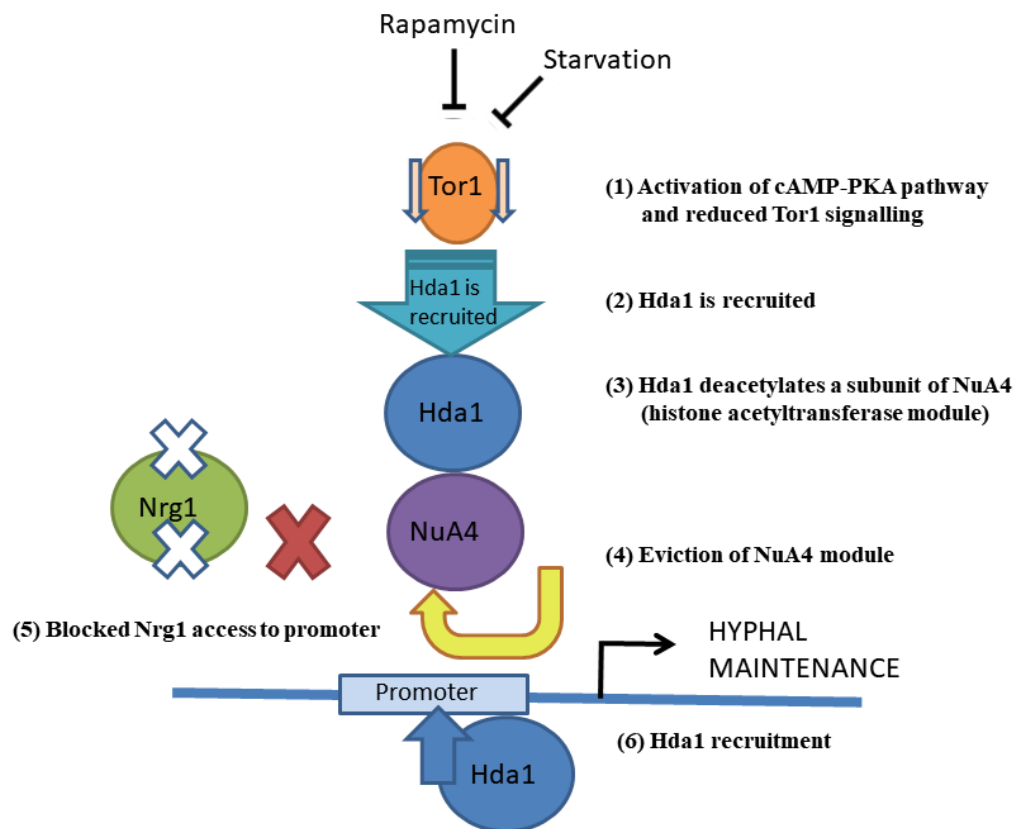 Rapamycin
Starvation
Tor1
(1) Activation of cAMP-PKA pathway
and reduced Tor1 signalling
Hda1 is
recruited
(2) Hda1 is recruited
Hda1
(3) Hda1 deacetylates a subunit of NuA4
(histone acetyltransferase module)
Nrg1
NuA4
(4) Eviction of NuA4 module
(5) Blocked Nrg1 access to promoter
HYPHAL
MAINTENANCE
Promoter
(6) Hda1 recruitment
Hda1